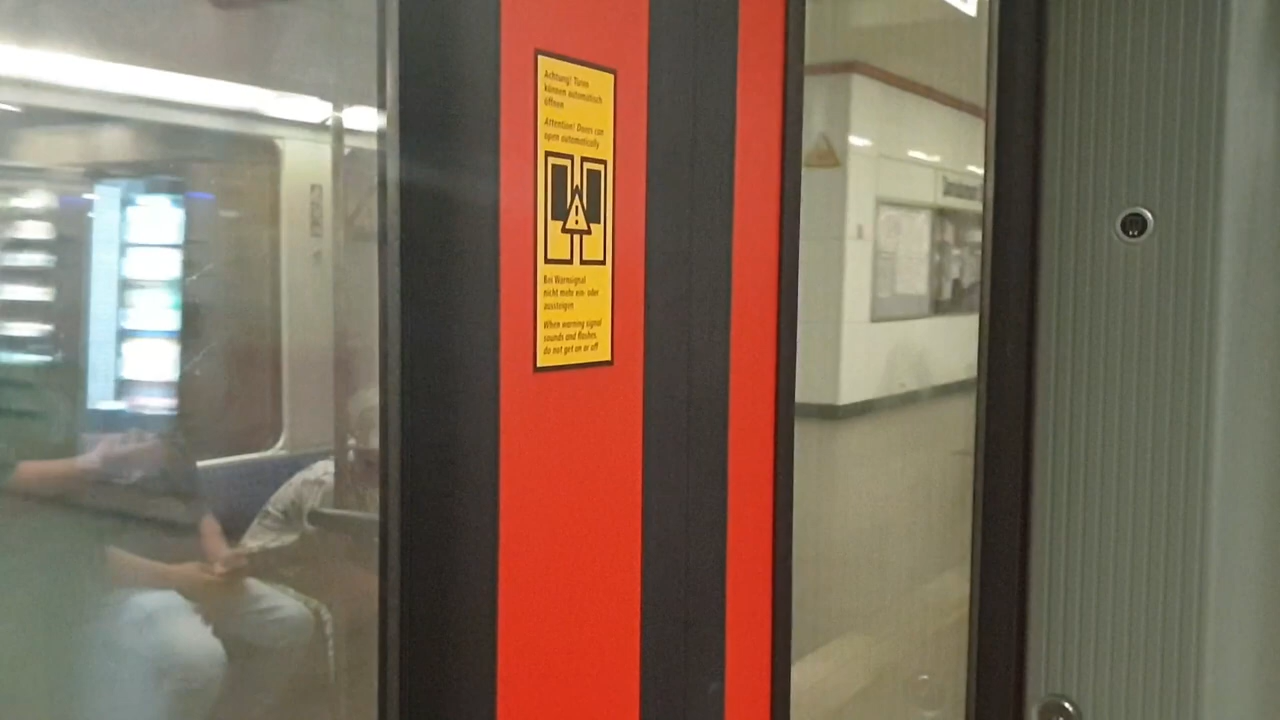 Achtung! Türen
können automatisch
öffnen
Attention! Doors can
open automatically
Bei Warnsignal
nicht mehr ein- oder
aussteigen
When warning signal
sounds and flashes,
do not get on or off